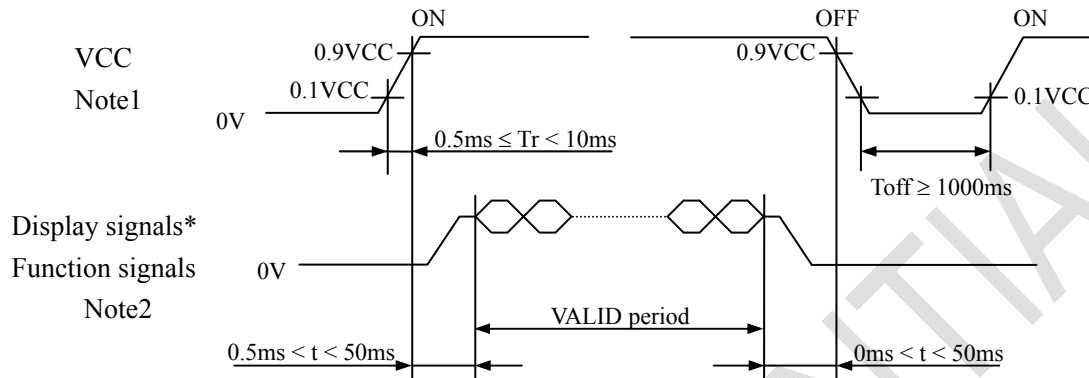 ON OFF ON
VCC
Note1
0.9VCC
0.9VCC
0.1VCC
0.1VCC
0V
0.5ms ≤ Tr < 10ms
Toff ≥ 1000ms
Display signals*
Function signals
Note2
0V
VALID period
0.5ms < t < 50ms
0ms < t < 50ms
NTIAL